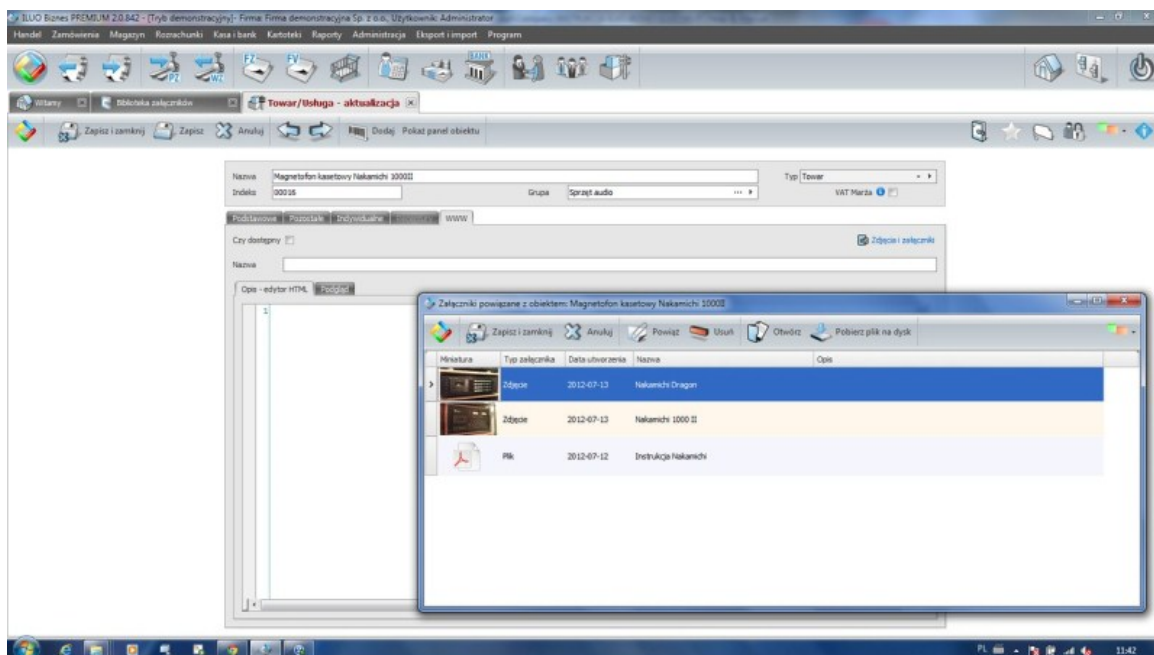 ILUO Biznes PREMIUM 2.0.842 - [Tryb demonstracyjny]- Firma: Firma demonstracyjna Sp. z o.o., Użytkownik: Administrator
Handel Zamówienia Magazyn Rozrachunki Kasa i bank Kartoteki Raporty Administracja Eksport i import Program
PZ WZ FZ FV BANK
Witamy Biblioteka załączników Towar/Usługa - aktualizacja
Zapisz i zamknij Zapisz Anuluj Dodaj Pokaż panel obiektu
Nazwa Magnetofon kasetowy Nakamichi 1000II Typ Towar
Indeks 00016 Grupa Sprzęt audio VAT Marża
Podstawowe Pozostałe Indywidualne WWW
Czy dostępny Zdjęcia i załączniki
Nazwa
Opis - edytor HTML Podgląd
1
Załączniki powiązane z obiektem: Magnetofon kasetowy Nakamichi 1000II
Zapisz i zamknij Anuluj Powiąż Usuń Otwórz Pobierz plik na dysk
Miniatura Typ załącznika Data utworzenia Nazwa Opis
Zdjęcie 2012-07-13 Nakamichi Dragon
Zdjęcie 2012-07-13 Nakamichi 1000 II
Plik 2012-07-12 Instrukcja Nakamichi
PL 11:42